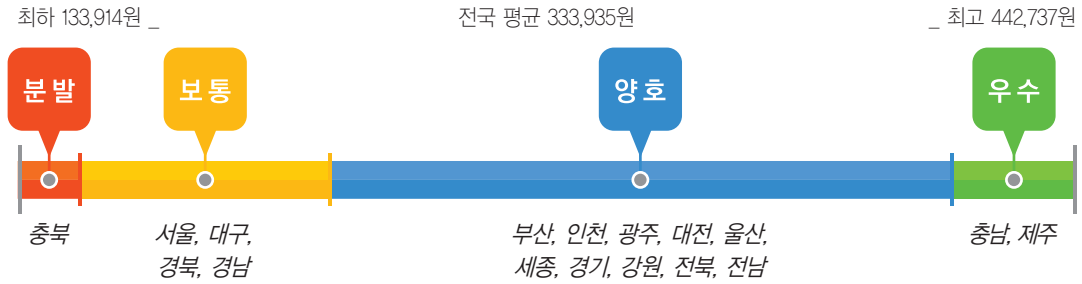 최하 133,914원 _
전국 평균 333,935원
_ 최고 442,737원
분발
보통
양호
우수
충북
서울, 대구,
경북, 경남
부산, 인천, 광주, 대전, 울산,
세종, 경기, 강원, 전북, 전남
충남, 제주